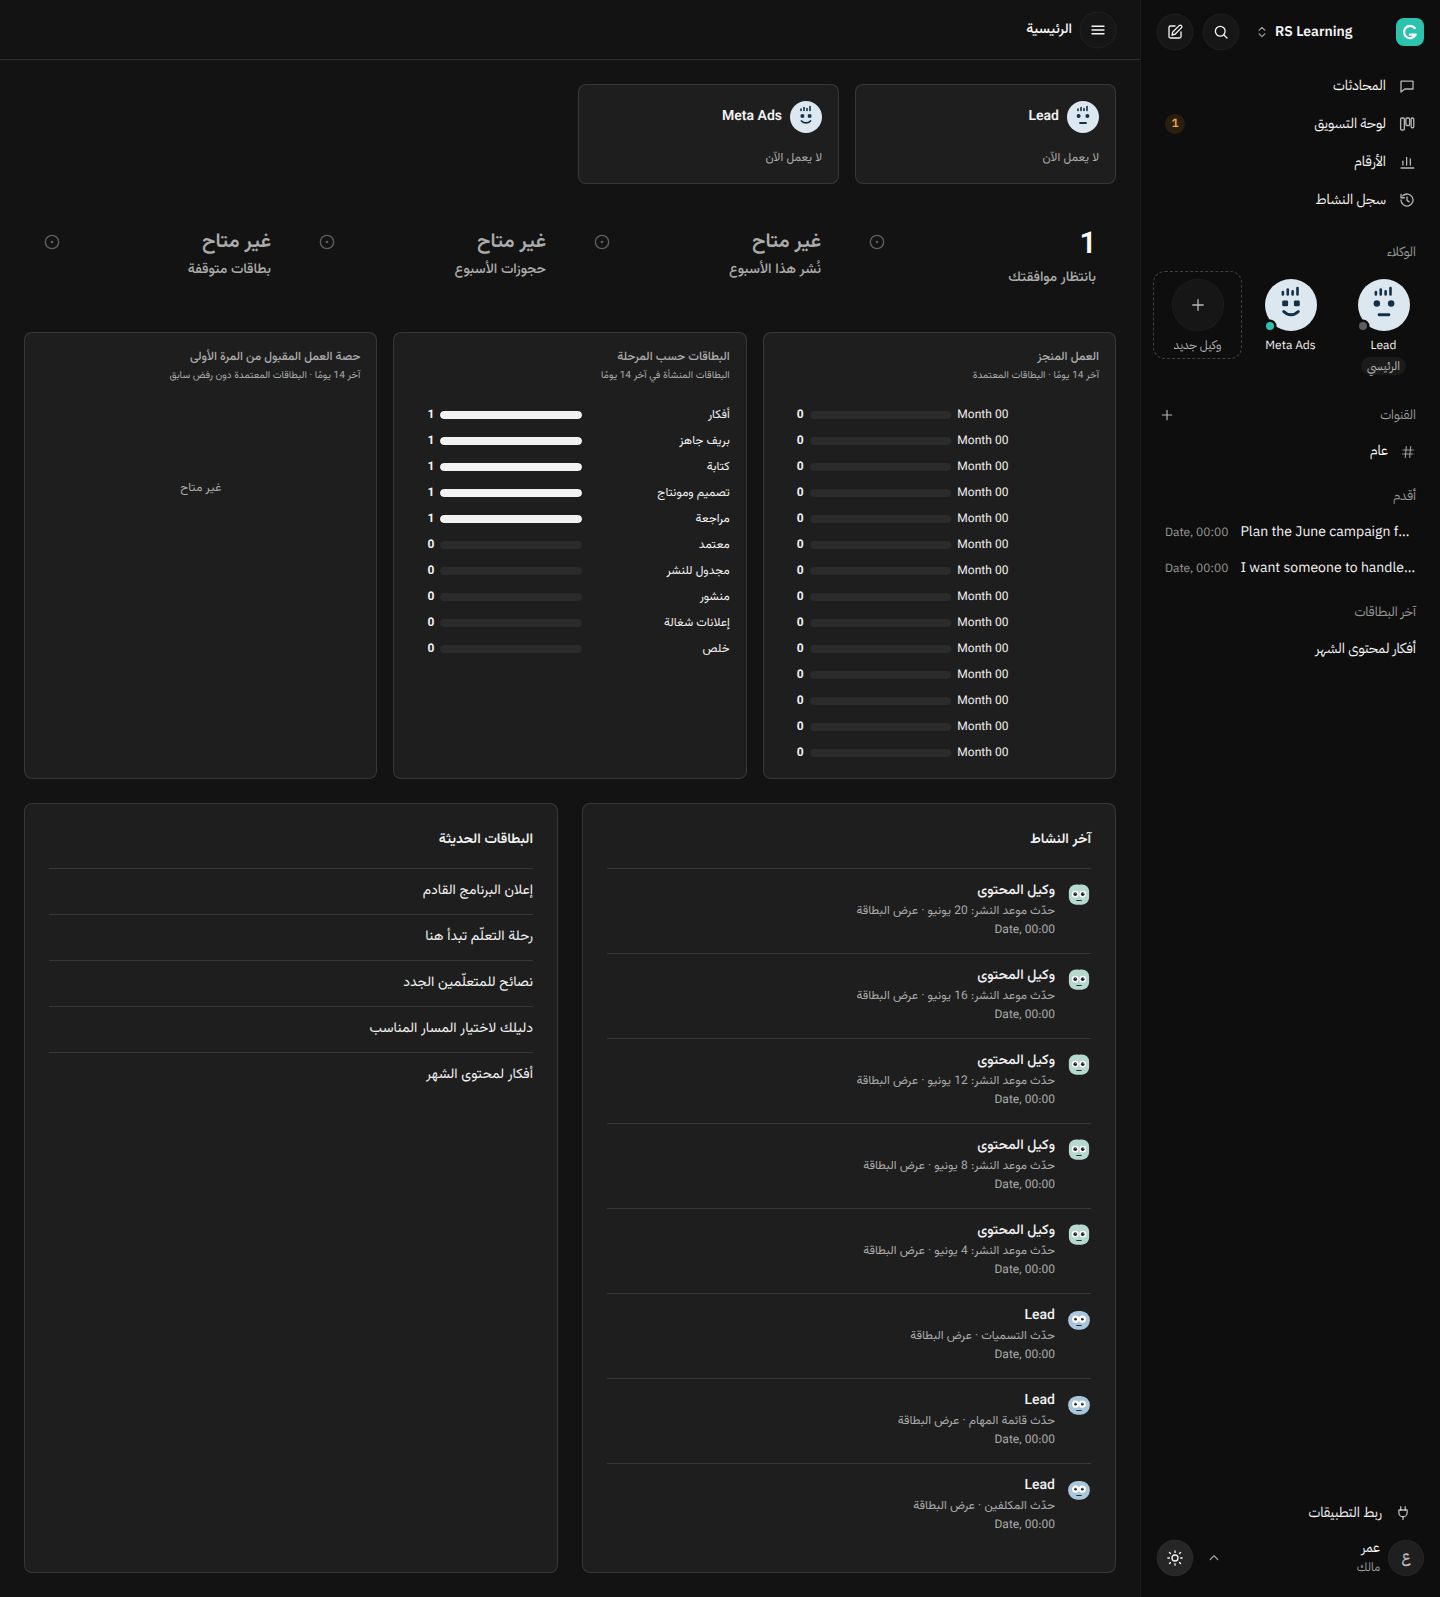 RS Learning
المحادثات
لوحة التسويق
1
الأرقام
سجل النشاط
الوكلاء
Lead
الرئيسي
Meta Ads
وكيل جديد
القنوات
عام
أقدم
Plan the June campaign f...
Date, 00:00
I want someone to handle...
Date, 00:00
آخر البطاقات
أفكار لمحتوى الشهر
ربط التطبيقات
ع
عمر
مالك
الرئيسية
Lead
لا يعمل الآن
Meta Ads
لا يعمل الآن
1
بانتظار موافقتك
غير متاح
نُشر هذا الأسبوع
غير متاح
حجوزات الأسبوع
غير متاح
بطاقات متوقفة
العمل المنجز
آخر 14 يومًا · البطاقات المعتمدة
Month 00 0
Month 00 0
Month 00 0
Month 00 0
Month 00 0
Month 00 0
Month 00 0
Month 00 0
Month 00 0
Month 00 0
Month 00 0
Month 00 0
Month 00 0
Month 00 0
البطاقات حسب المرحلة
البطاقات المنشأة في آخر 14 يومًا
أفكار 1
بريف جاهز 1
كتابة 1
تصميم ومونتاج 1
مراجعة 1
معتمد 0
مجدول للنشر 0
منشور 0
إعلانات شغالة 0
خلص 0
حصة العمل المقبول من المرة الأولى
آخر 14 يومًا · البطاقات المعتمدة دون رفض سابق
غير متاح
آخر النشاط
وكيل المحتوى
حدّث موعد النشر: 20 يونيو · عرض البطاقة
Date, 00:00
وكيل المحتوى
حدّث موعد النشر: 16 يونيو · عرض البطاقة
Date, 00:00
وكيل المحتوى
حدّث موعد النشر: 12 يونيو · عرض البطاقة
Date, 00:00
وكيل المحتوى
حدّث موعد النشر: 8 يونيو · عرض البطاقة
Date, 00:00
وكيل المحتوى
حدّث موعد النشر: 4 يونيو · عرض البطاقة
Date, 00:00
Lead
حدّث التسميات · عرض البطاقة
Date, 00:00
Lead
حدّث قائمة المهام · عرض البطاقة
Date, 00:00
Lead
حدّث المكلفين · عرض البطاقة
Date, 00:00
البطاقات الحديثة
إعلان البرنامج القادم
رحلة التعلّم تبدأ هنا
نصائح للمتعلّمين الجدد
دليلك لاختيار المسار المناسب
أفكار لمحتوى الشهر